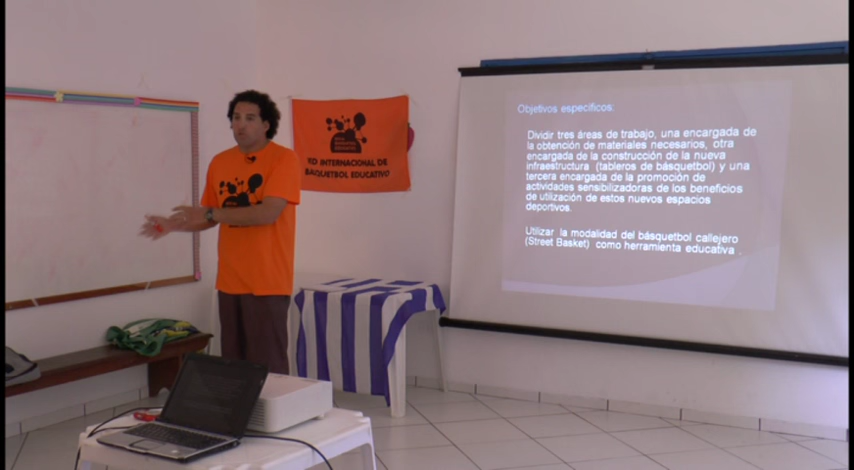 Objetivos específicos:
Dividir tres áreas de trabajo, una encargada de
la obtención de materiales necesarios, otra
encargada de la construcción de la nueva
infraestructura (tableros de básquetbol) y una
tercera encargada de la promoción de
actividades sensibilizadoras de los beneficios
de utilización de estos nuevos espacios
deportivos.
Utilizar la modalidad del básquetbol callejero
(Street Basket) como herramienta educativa .
RED INTERNACIONAL DE
BÁSQUETBOL EDUCATIVO